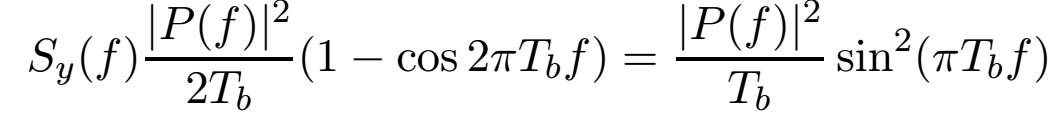 S_y(f) \frac{|P(f)|^2}{2T_b} (1 - \cos 2\pi T_b f) = \frac{|P(f)|^2}{T_b} \sin^2(\pi T_b f)